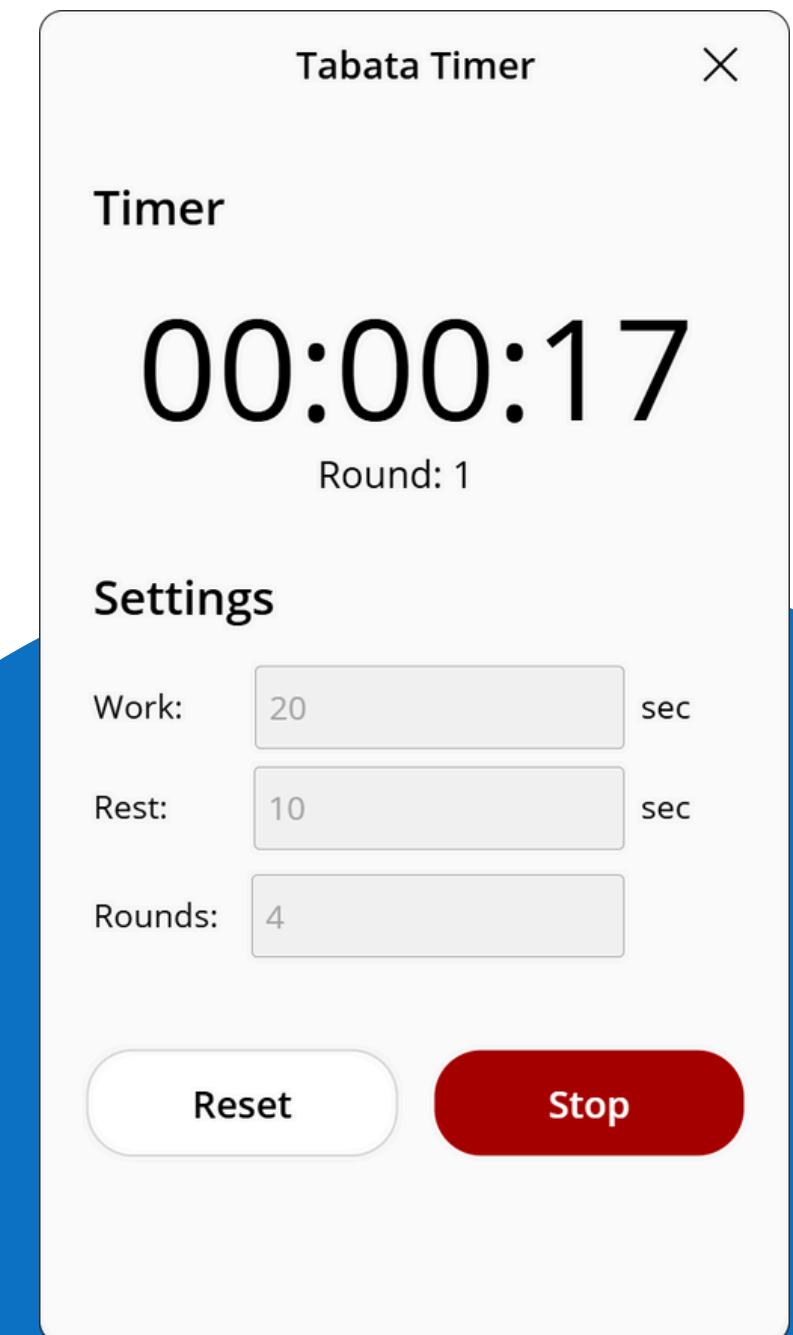 Tabata Timer
Timer
00:00:17
Round: 1
Settings
Work: 20 sec
Rest: 10 sec
Rounds: 4
Reset Stop